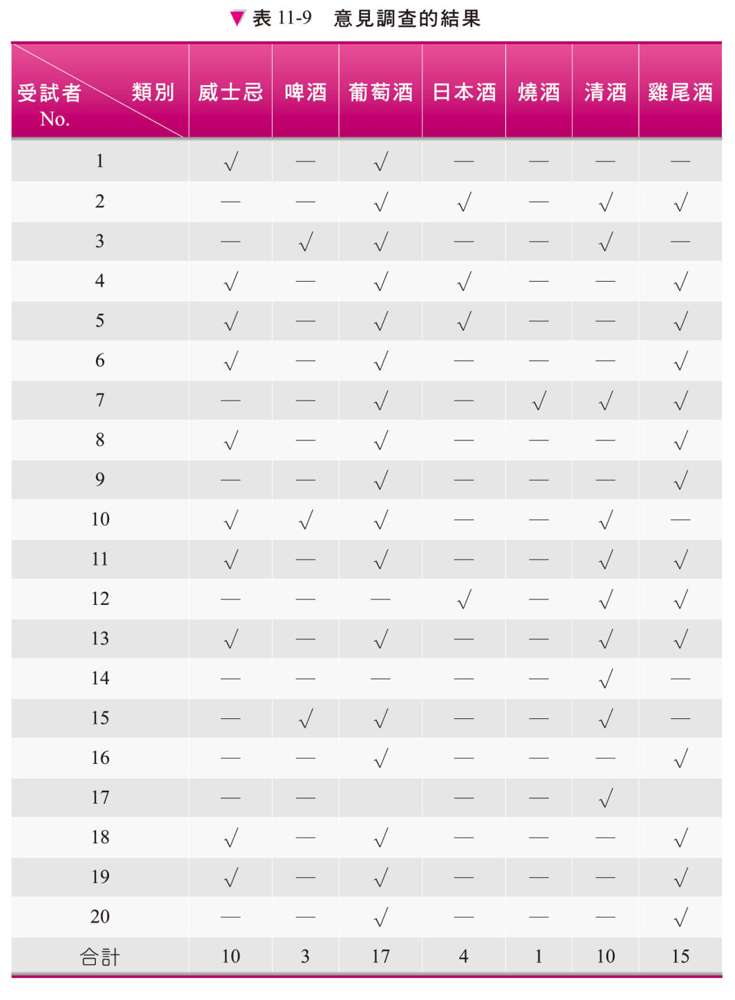 ▼ 表 11-9 意見調查的結果
受試者 No. 類別 威士忌 啤酒 葡萄酒 日本酒 燒酒 清酒 雞尾酒
1 √ — √ — — — —
2 — — √ √ — √ √
3 — √ √ — — √ —
4 √ — √ √ — — √
5 √ — √ √ — — √
6 √ — √ — — — √
7 — — √ — √ √ √
8 √ — √ — — — √
9 — — √ — — — √
10 √ √ √ — — √ —
11 √ — √ — — √ √
12 — — — √ — √ √
13 √ — √ — — √ √
14 — — — — — √ —
15 — √ √ — — √ —
16 — — √ — — — √
17 — — — — √
18 √ — √ — — — √
19 √ — √ — — — √
20 — — √ — — — √
合計 10 3 17 4 1 10 15